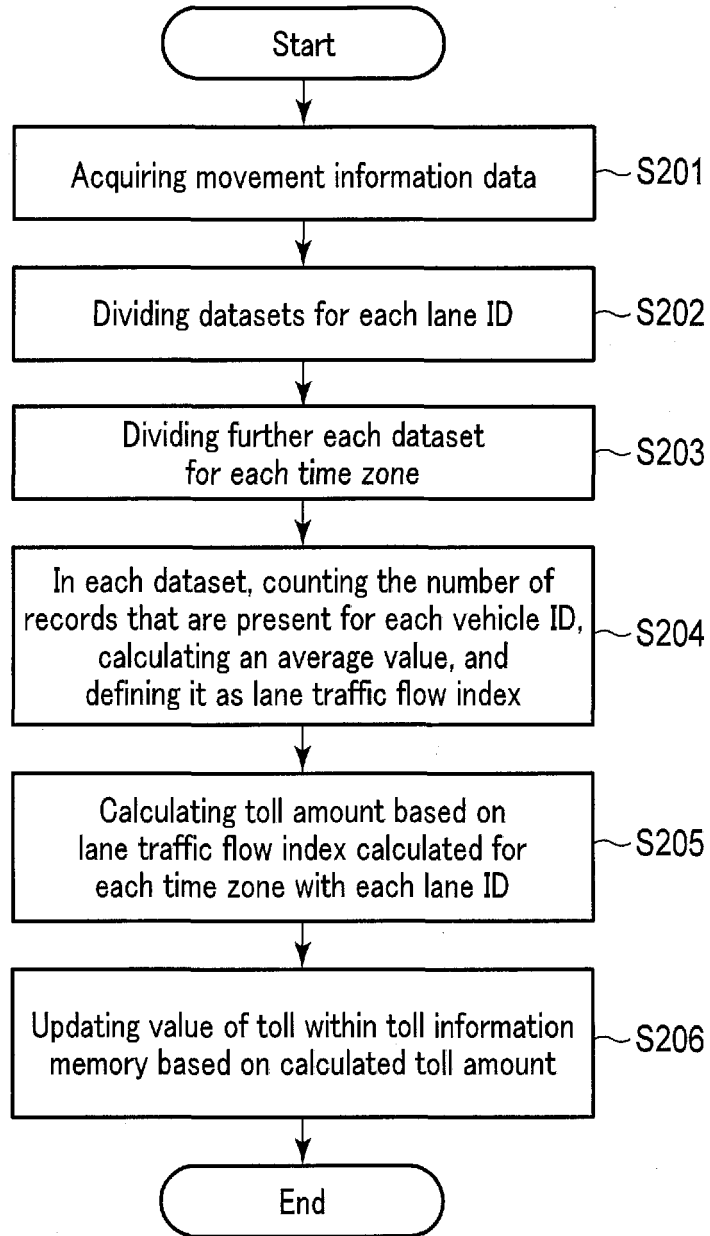 Start
Acquiring movement information data
S201
Dividing datasets for each lane ID
S202
Dividing further each dataset
for each time zone
S203
In each dataset, counting the number of
records that are present for each vehicle ID,
calculating an average value, and
defining it as lane traffic flow index
S204
Calculating toll amount based on
lane traffic flow index calculated for
each time zone with each lane ID
S205
Updating value of toll within toll information
memory based on calculated toll amount
S206
End